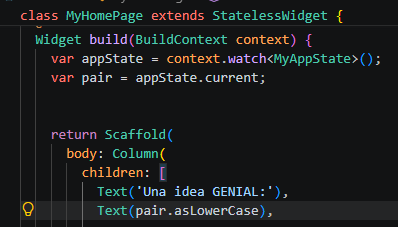 class MyHomePage extends StatelessWidget {
Widget build(BuildContext context) {
var appState = context.watch<MyAppState>();
var pair = appState.current;
return Scaffold(
body: Column(
children: [
Text('Una idea GENIAL:'),
Text(pair.asLowerCase),